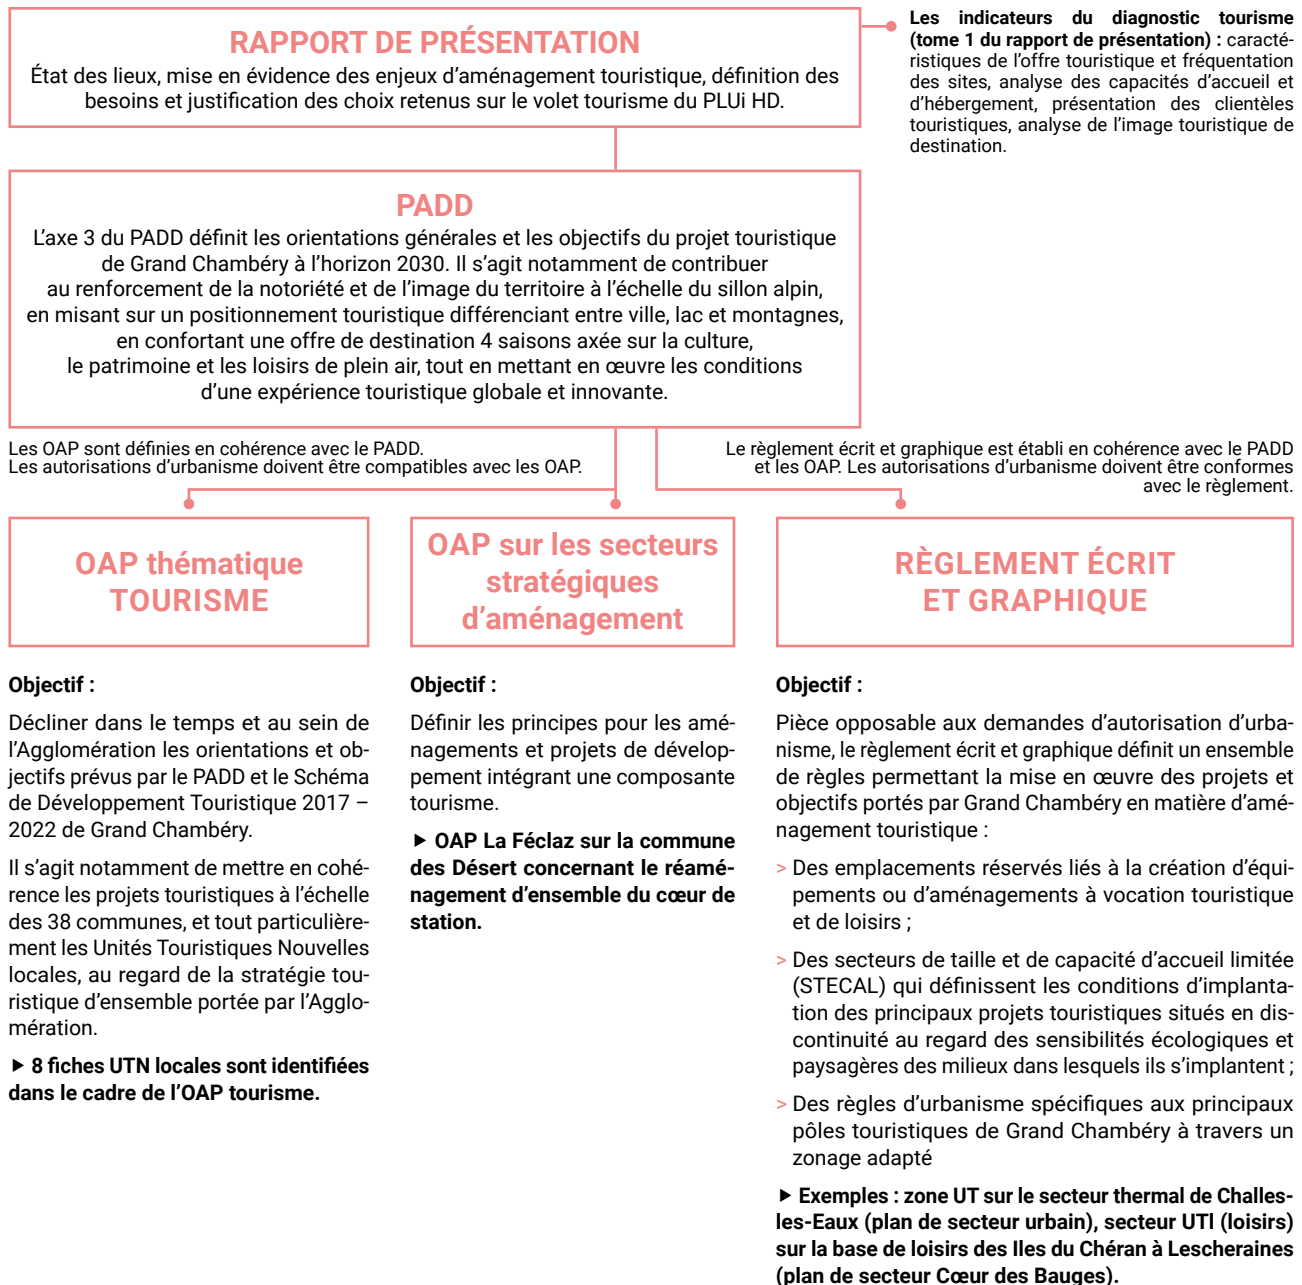 RAPPORT DE PRÉSENTATION
État des lieux, mise en évidence des enjeux d'aménagement touristique, définition des
besoins et justification des choix retenus sur le volet tourisme du PLUi HD.
Les indicateurs du diagnostic tourisme
(tome 1 du rapport de présentation) : caracté-
ristiques de l'offre touristique et fréquentation
des sites, analyse des capacités d'accueil et
d'hébergement, présentation des clientèles
touristiques, analyse de l'image touristique de
destination.
PADD
L'axe 3 du PADD définit les orientations générales et les objectifs du projet touristique
de Grand Chambéry à l'horizon 2030. Il s'agit notamment de contribuer
au renforcement de la notoriété et de l'image du territoire à l'échelle du sillon alpin,
en misant sur un positionnement touristique différenciant entre ville, lac et montagnes,
en confortant une offre de destination 4 saisons axée sur la culture,
le patrimoine et les loisirs de plein air, tout en mettant en œuvre les conditions
d'une expérience touristique globale et innovante.
Les OAP sont définies en cohérence avec le PADD.
Les autorisations d'urbanisme doivent être compatibles avec les OAP.
Le règlement écrit et graphique est établi en cohérence avec le PADD
et les OAP. Les autorisations d'urbanisme doivent être conformes
avec le règlement.
OAP thématique
TOURISME
Objectif :
Décliner dans le temps et au sein de
l'Agglomération les orientations et ob-
jectifs prévus par le PADD et le Schéma
de Développement Touristique 2017 –
2022 de Grand Chambéry.
Il s'agit notamment de mettre en cohé-
rence les projets touristiques à l'échelle
des 38 communes, et tout particulière-
ment les Unités Touristiques Nouvelles
locales, au regard de la stratégie tou-
ristique d'ensemble portée par l'Agglo-
mération.
▶ 8 fiches UTN locales sont identifiées
dans le cadre de l'OAP tourisme.
OAP sur les secteurs
stratégiques
d'aménagement
Objectif :
Définir les principes pour les amé-
nagements et projets de dévelop-
pement intégrant une composante
tourisme.
▶ OAP La Féclaz sur la commune
des Désert concernant le réamé-
nagement d'ensemble du cœur de
station.
RÈGLEMENT ÉCRIT
ET GRAPHIQUE
Objectif :
Pièce opposable aux demandes d'autorisation d'urba-
nisme, le règlement écrit et graphique définit un ensemble
de règles permettant la mise en œuvre des projets et
objectifs portés par Grand Chambéry en matière d'amé-
nagement touristique :
> Des emplacements réservés liés à la création d'équi-
pements ou d'aménagements à vocation touristique
et de loisirs ;
> Des secteurs de taille et de capacité d'accueil limitée
(STECAL) qui définissent les conditions d'implanta-
tion des principaux projets touristiques situés en dis-
continuité au regard des sensibilités écologiques et
paysagères des milieux dans lesquels ils s'implantent ;
> Des règles d'urbanisme spécifiques aux principaux
pôles touristiques de Grand Chambéry à travers un
zonage adapté
▶ Exemples : zone UT sur le secteur thermal de Challes-
les-Eaux (plan de secteur urbain), secteur UTl (loisirs)
sur la base de loisirs des Iles du Chéran à Lescheraines
(plan de secteur Cœur des Bauges).